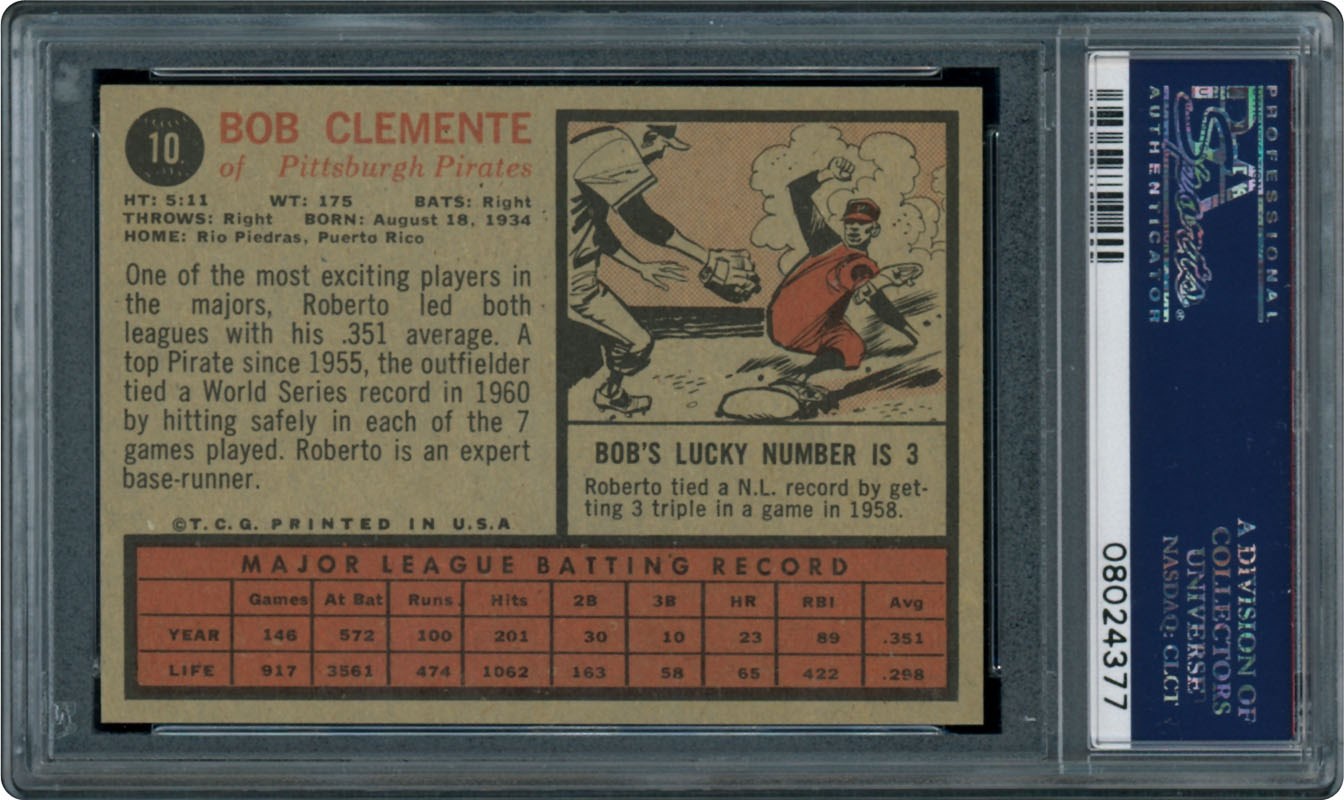 10
BOB CLEMENTE
of Pittsburgh Pirates
HT: 5:11 WT: 175 BATS: Right
THROWS: Right BORN: August 18, 1934
HOME: Rio Piedras, Puerto Rico
One of the most exciting players in
the majors, Roberto led both
leagues with his .351 average. A
top Pirate since 1955, the outfielder
tied a World Series record in 1960
by hitting safely in each of the 7
games played. Roberto is an expert
base-runner.
©T.C.G. PRINTED IN U.S.A
BOB'S LUCKY NUMBER IS 3
Roberto tied a N.L. record by get-
ting 3 triple in a game in 1958.
MAJOR LEAGUE BATTING RECORD
Games At Bat Runs Hits 2B 3B HR RBI Avg
YEAR 146 572 100 201 30 10 23 89 .351
LIFE 917 3561 474 1062 163 58 65 422 .298
PROFESSIONAL
PSA
Sports
AUTHENTICATOR
®
A DIVISION OF
COLLECTORS
UNIVERSE
NASDAQ: CLCT
08024377